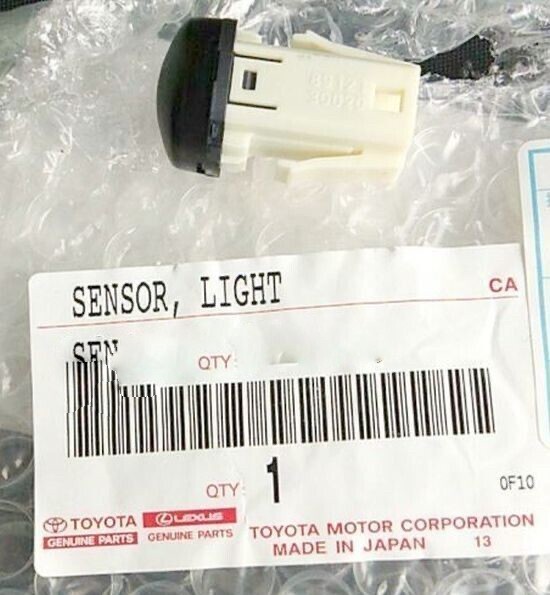 89121
30020
SENSOR, LIGHT
CA
SEN
QTY:
QTY: 1
0F10
TOYOTA LEXUS TOYOTA MOTOR CORPORATION
GENUINE PARTS GENUINE PARTS MADE IN JAPAN 13